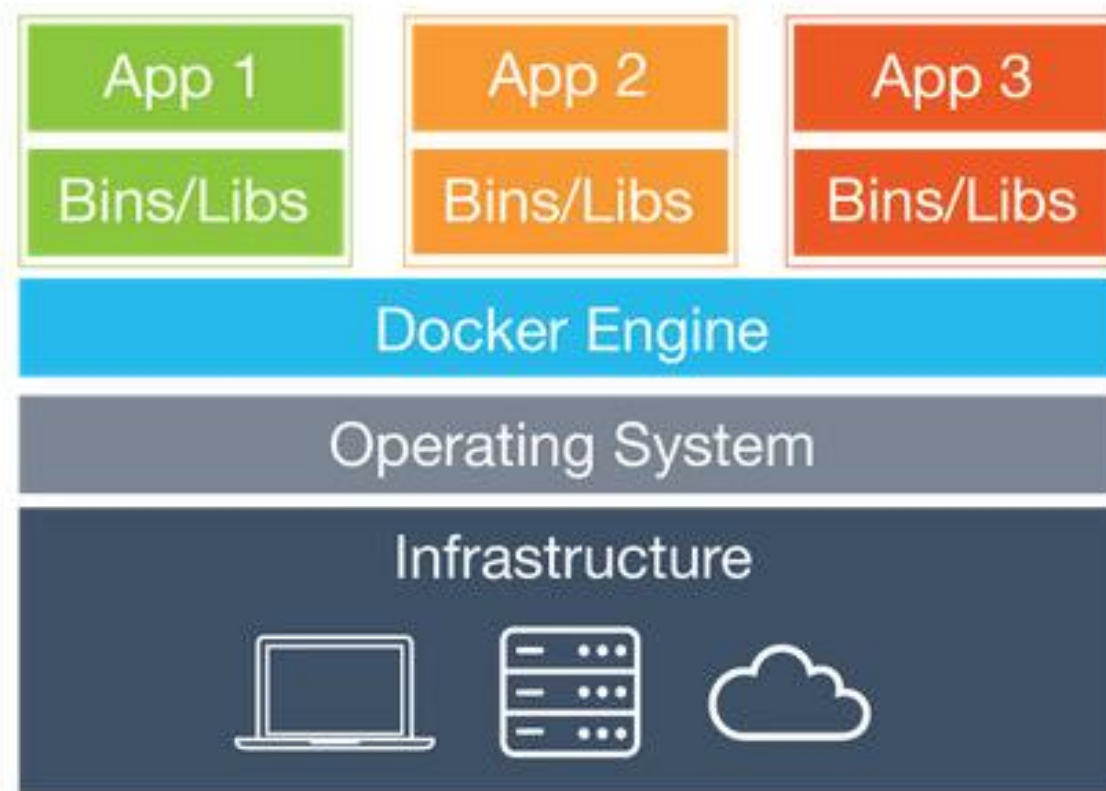 App 1
App 2
App 3
Bins/Libs
Bins/Libs
Bins/Libs
Docker Engine
Operating System
Infrastructure